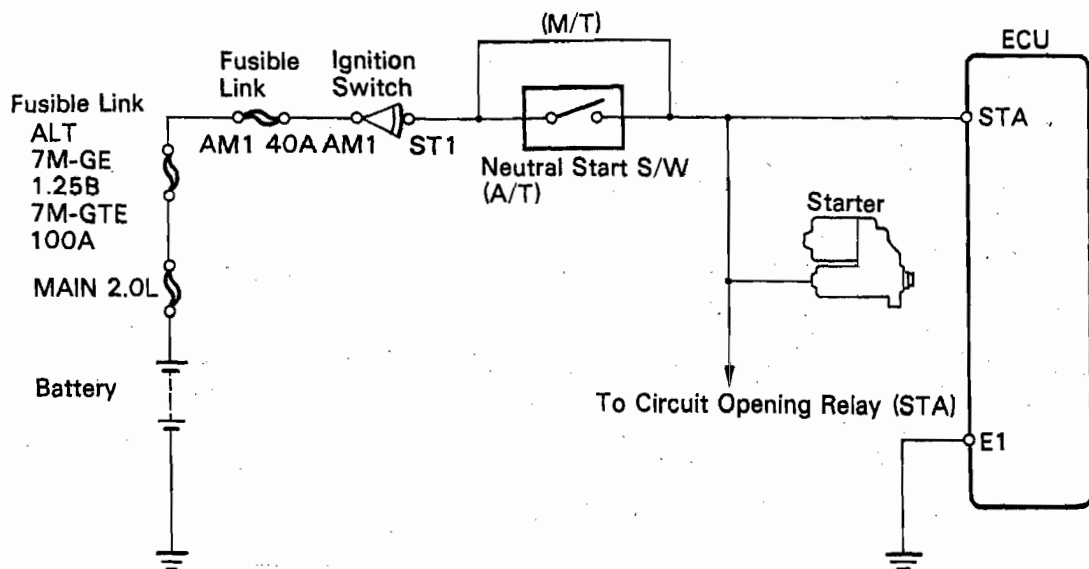 (M/T)
ECU
Fusible
Link
Ignition
Switch
Fusible Link
ALT
7M-GE
1.25B
7M-GTE
100A
MAIN 2.0L
AM1 40A AM1
ST1
STA
Neutral Start S/W
(A/T)
Starter
Battery
To Circuit Opening Relay (STA)
E1